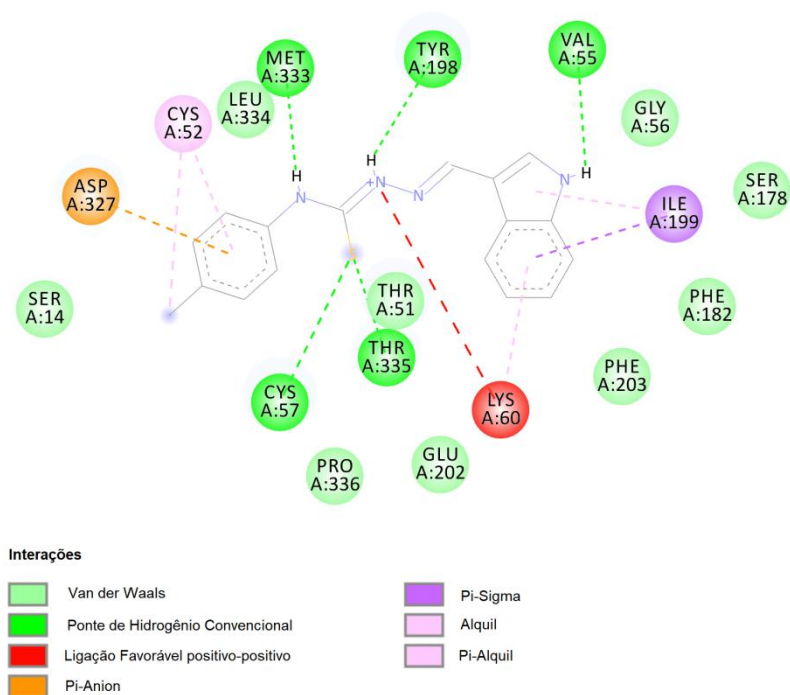 MET
A:333
TYR
A:198
VAL
A:55
LEU
A:334
CYS
A:52
GLY
A:56
H
H
H
ASP
A:327
N
+N
N
N
SER
A:178
ILE
A:199
SER
A:14
THR
A:51
PHE
A:182
THR
A:335
PHE
A:203
CYS
A:57
LYS
A:60
PRO
A:336
GLU
A:202
Interações
Van der Waals
Ponte de Hidrogênio Convencional
Ligação Favorável positivo-positivo
Pi-Anion
Pi-Sigma
Alquil
Pi-Alquil